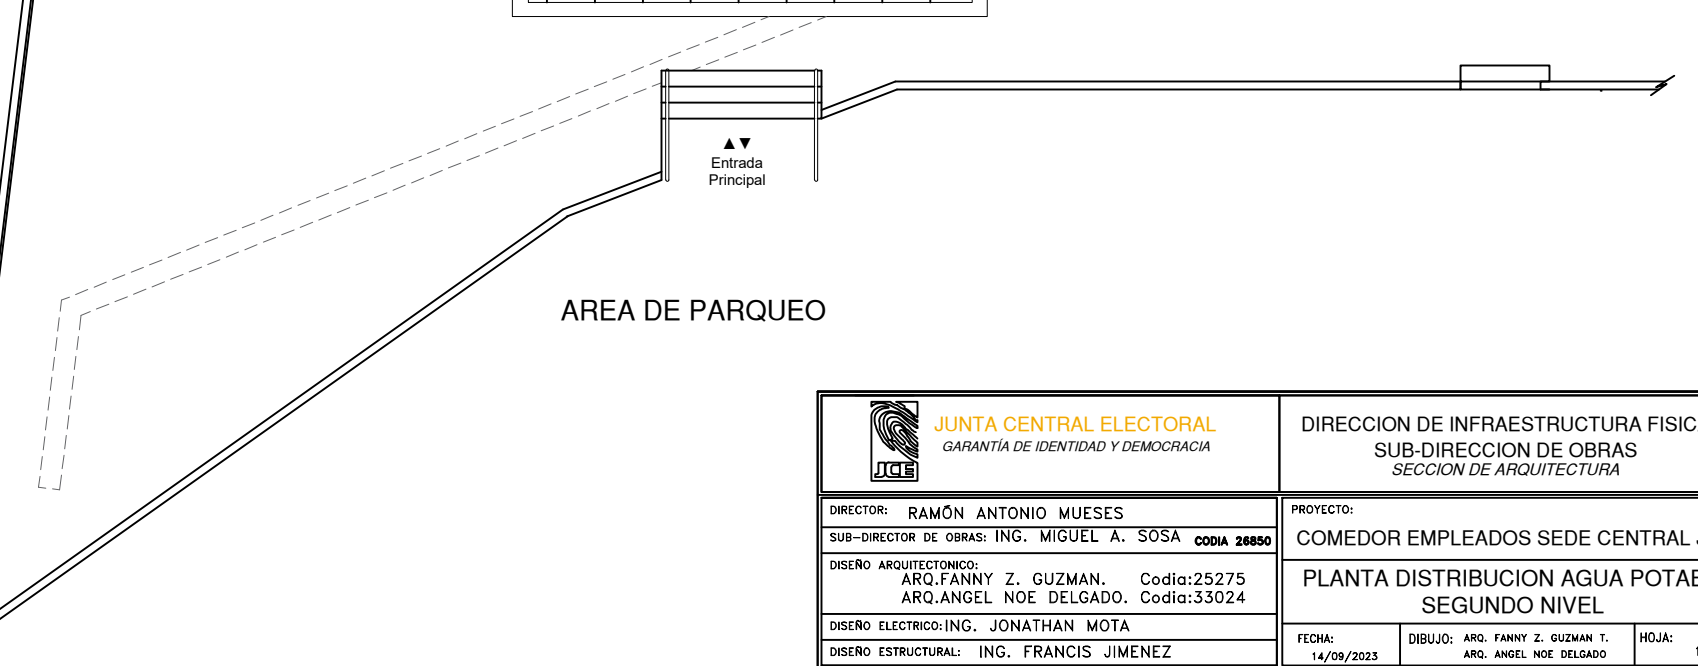 ▲▼
Entrada
Principal
AREA DE PARQUEO
JCE
JUNTA CENTRAL ELECTORAL
GARANTÍA DE IDENTIDAD Y DEMOCRACIA
DIRECCION DE INFRAESTRUCTURA FISIC
SUB-DIRECCION DE OBRAS
SECCION DE ARQUITECTURA
DIRECTOR: RAMÓN ANTONIO MUESES
SUB-DIRECTOR DE OBRAS: ING. MIGUEL A. SOSA CODIA 26850
DISEÑO ARQUITECTONICO:
ARQ.FANNY Z. GUZMAN. Codia:25275
ARQ.ANGEL NOE DELGADO. Codia:33024
DISEÑO ELECTRICO: ING. JONATHAN MOTA
DISEÑO ESTRUCTURAL: ING. FRANCIS JIMENEZ
PROYECTO:
COMEDOR EMPLEADOS SEDE CENTRAL
PLANTA DISTRIBUCION AGUA POTAB
SEGUNDO NIVEL
FECHA:
14/09/2023
DIBUJO: ARQ. FANNY Z. GUZMAN T.
ARQ. ANGEL NOE DELGADO
HOJA: